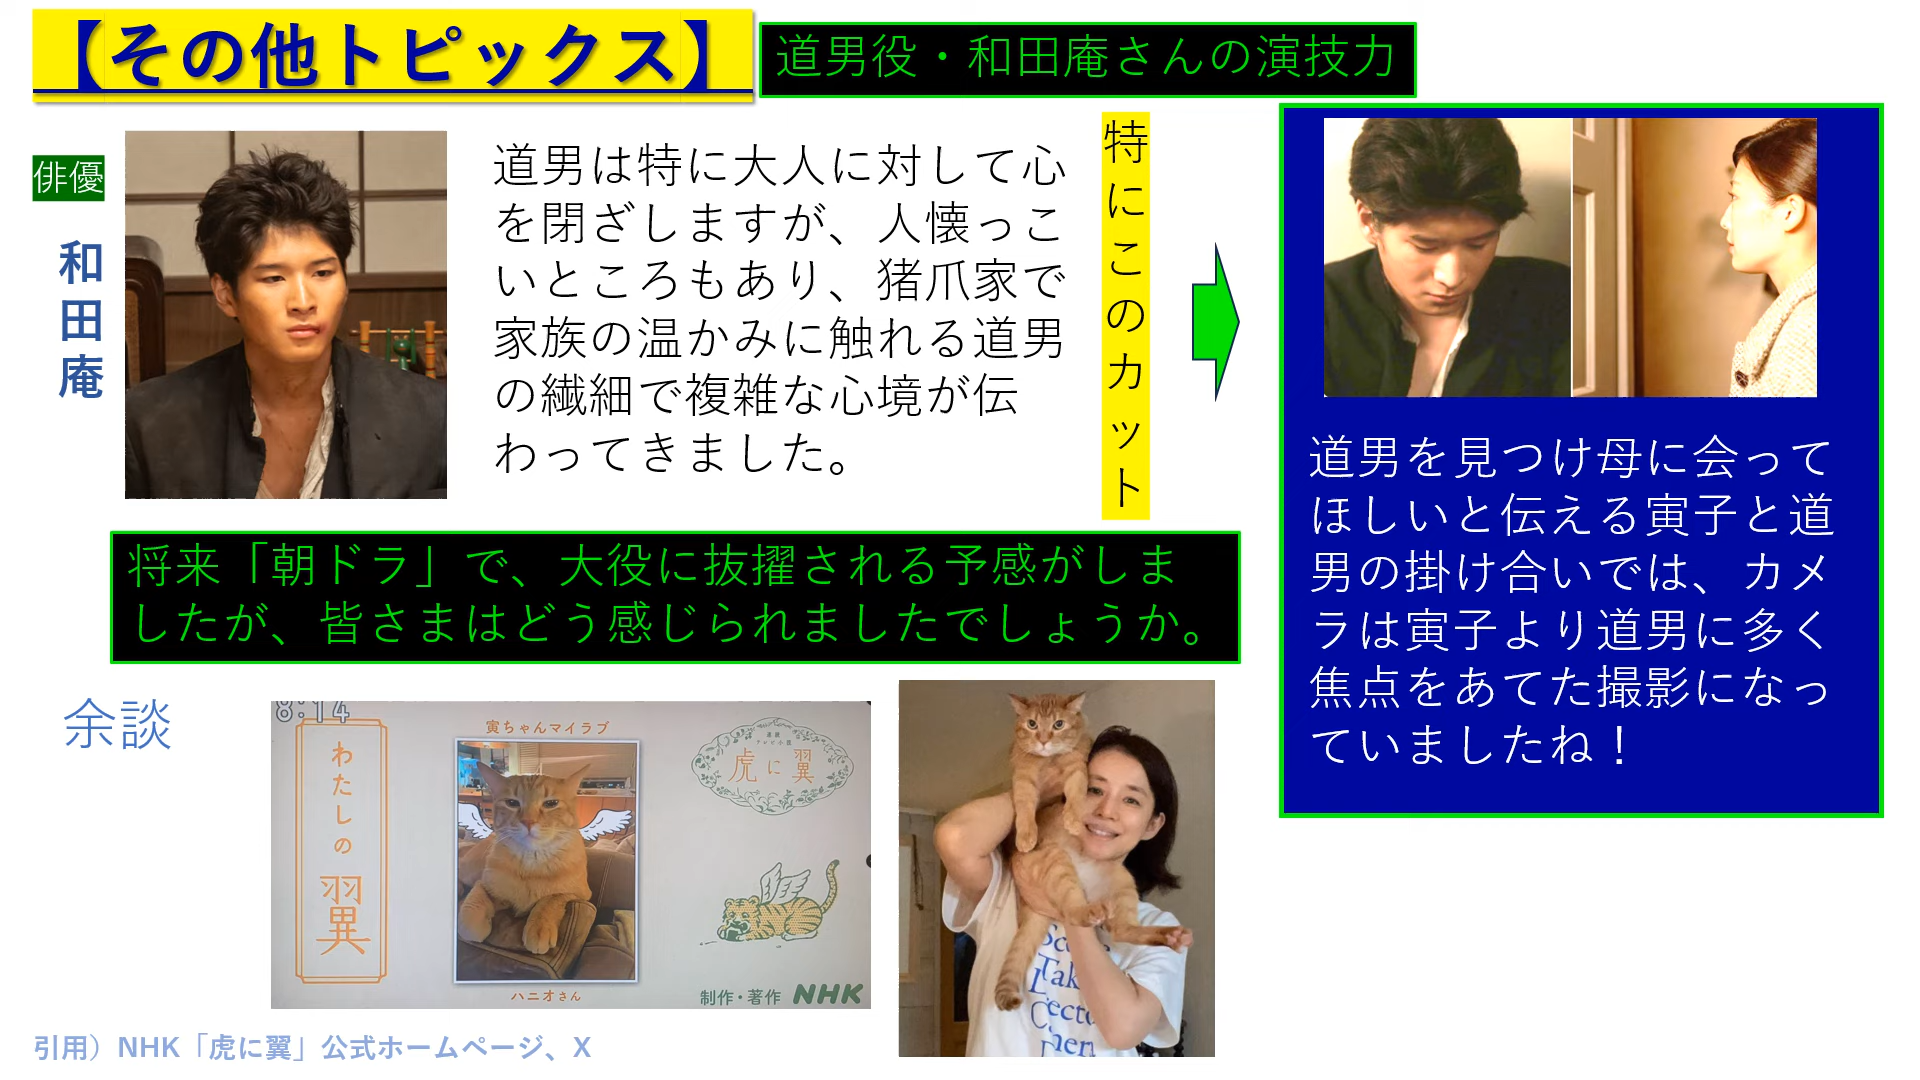 【その他トピックス】
道男役・和田庵さんの演技力
俳優
和田庵
道男は特に大人に対して心
を閉ざしますが、人懐っこ
いところもあり、猪爪家で
家族の温かみに触れる道男
の繊細で複雑な心境が伝
わってきました。
特にこのカット
道男を見つけ母に会って
ほしいと伝える寅子と道
男の掛け合いでは、カメ
ラは寅子より道男に多く
焦点をあてた撮影になっ
ていましたね！
将来「朝ドラ」で、大役に抜擢される予感がしま
したが、皆さまはどう感じられましたでしょうか。
余談
8:14
わたしの翼
寅ちゃんマイラブ
ハニオさん
連続
テレビ小説
虎に翼
制作・著作 NHK
引用）NHK「虎に翼」公式ホームページ、X